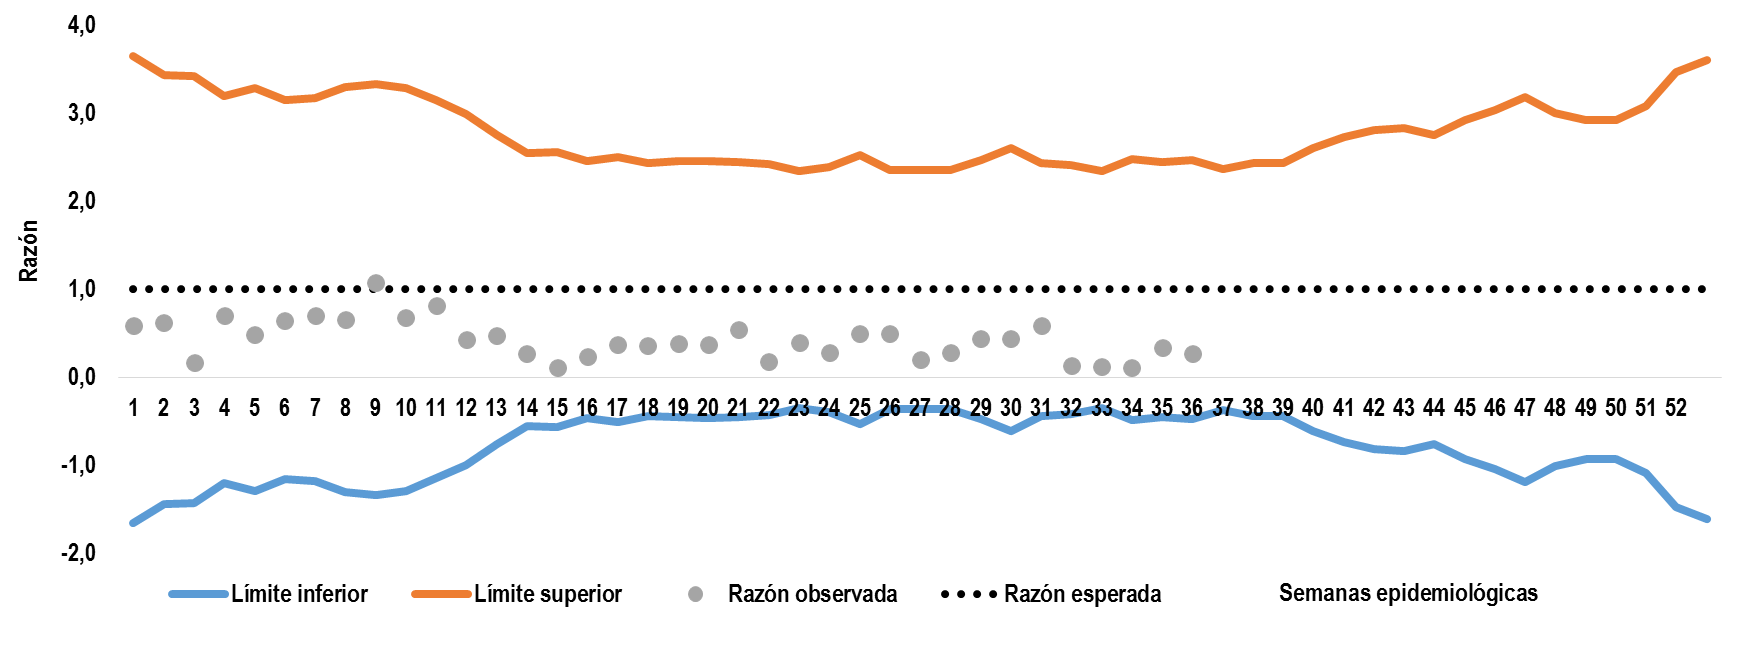 4,0
3,0
2,0
1,0
0,0
-1,0
-2,0
Razón
1 2 3 4 5 6 7 8 9 10 11 12 13 14 15 16 17 18 19 20 21 22 23 24 25 26 27 28 29 30 31 32 33 34 35 36 37 38 39 40 41 42 43 44 45 46 47 48 49 50 51 52
Límite inferior Límite superior Razón observada Razón esperada Semanas epidemiológicas